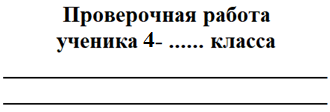 Проверочная работа
ученика 4- ...... класса